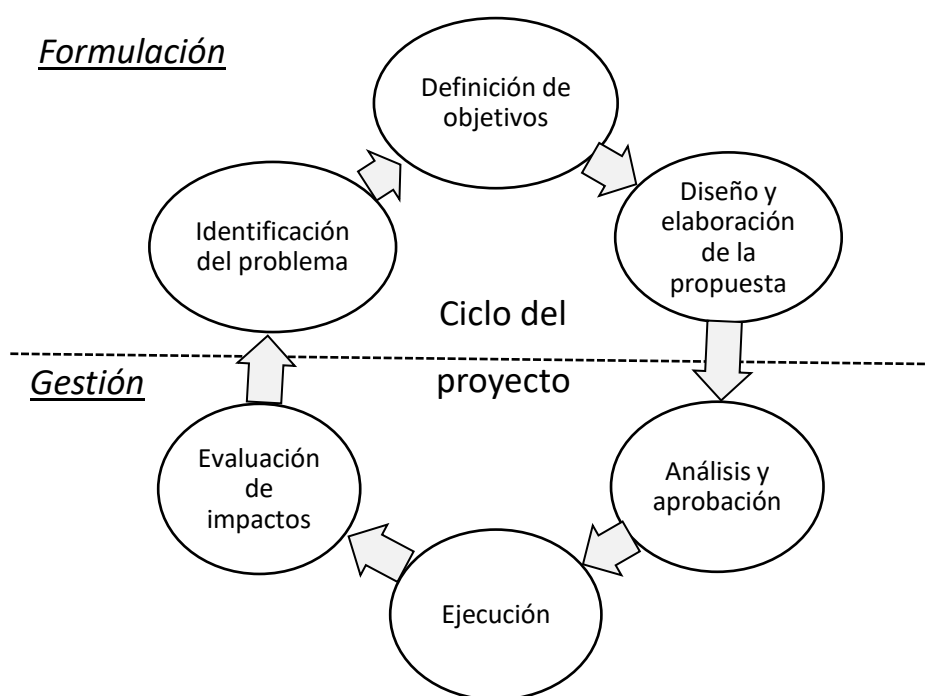 Formulación
Definición de
objetivos
Diseño y
elaboración
de la
propuesta
Identificación
del problema
Ciclo del
proyecto
Gestión
Evaluación
de
impactos
Análisis y
aprobación
Ejecución